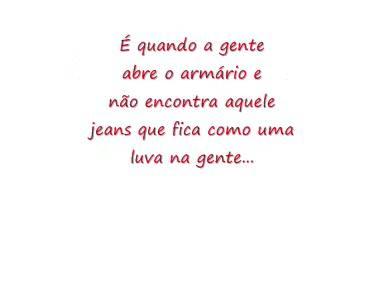 É quando a gente
abre o armário e
não encontra aquele
jeans que fica como uma
luva na gente...